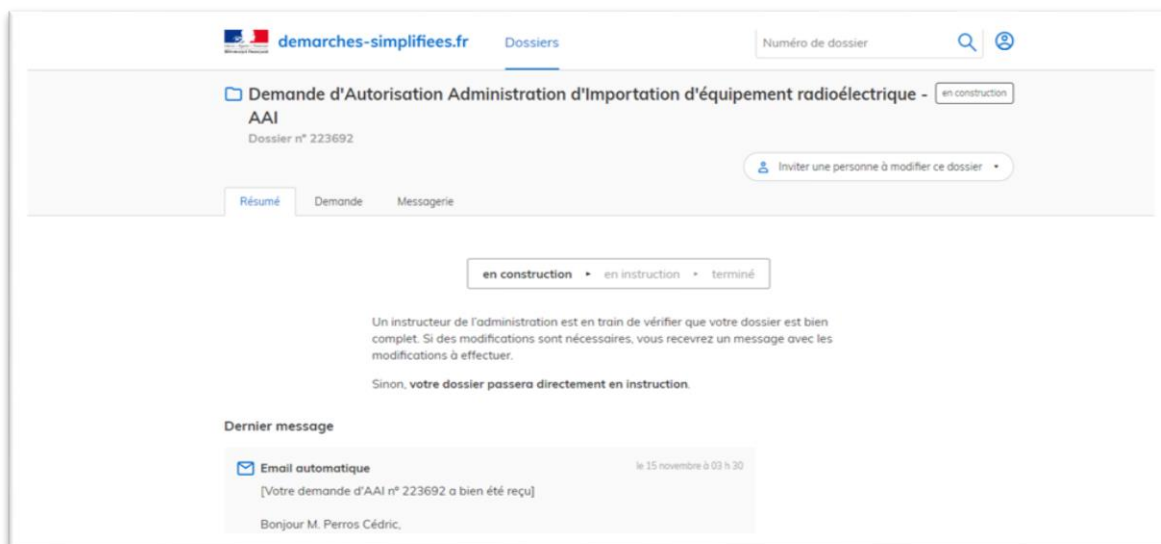 demarches-simplifiees.fr Dossiers Numéro de dossier
Demande d'Autorisation Administration d'Importation d'équipement radioélectrique - en construction
AAI
Dossier n° 223692
Inviter une personne à modifier ce dossier
Résumé Demande Messagerie
en construction en instruction terminé
Un instructeur de l'administration est en train de vérifier que votre dossier est bien
complet. Si des modifications sont nécessaires, vous recevrez un message avec les
modifications à effectuer.
Sinon, votre dossier passera directement en instruction.
Dernier message
Email automatique le 15 novembre à 03 h 30
[Votre demande d'AAI n° 223692 a bien été reçu]
Bonjour M. Perros Cédric,